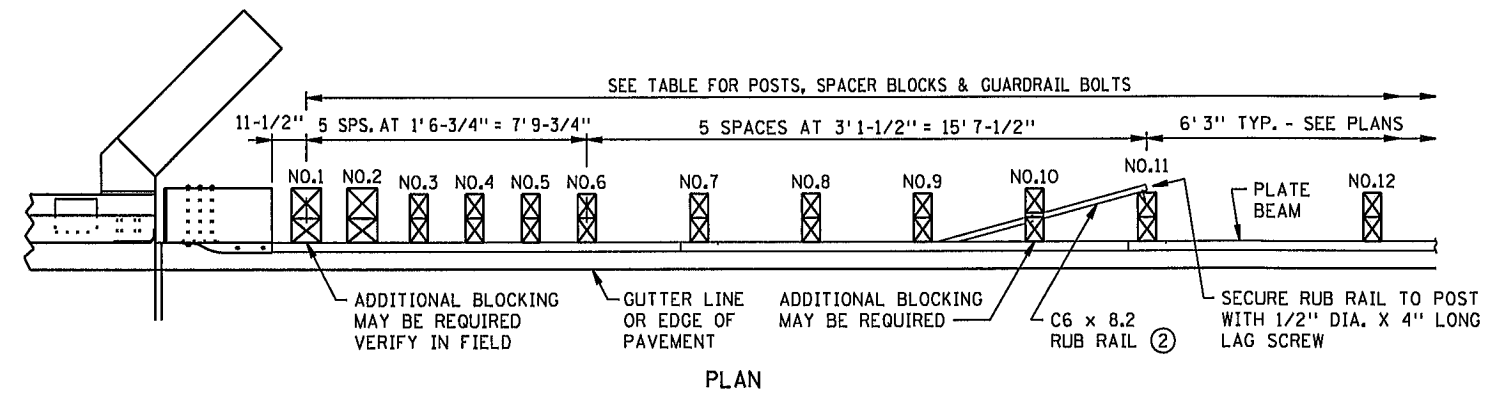 SEE TABLE FOR POSTS, SPACER BLOCKS & GUARDRAIL BOLTS
11-1/2"
5 SPS. AT 1'6-3/4" = 7'9-3/4"
5 SPACES AT 3'1-1/2" = 15'7-1/2"
6'3" TYP. - SEE PLANS
NO.1
NO.2
NO.3
NO.4
NO.5
NO.6
NO.7
NO.8
NO.9
NO.10
NO.11
NO.12
PLATE
BEAM
ADDITIONAL BLOCKING
MAY BE REQUIRED
VERIFY IN FIELD
GUTTER LINE
OR EDGE OF
PAVEMENT
ADDITIONAL BLOCKING
MAY BE REQUIRED
C6 x 8.2
RUB RAIL ②
SECURE RUB RAIL TO POST
WITH 1/2" DIA. X 4" LONG
LAG SCREW
PLAN